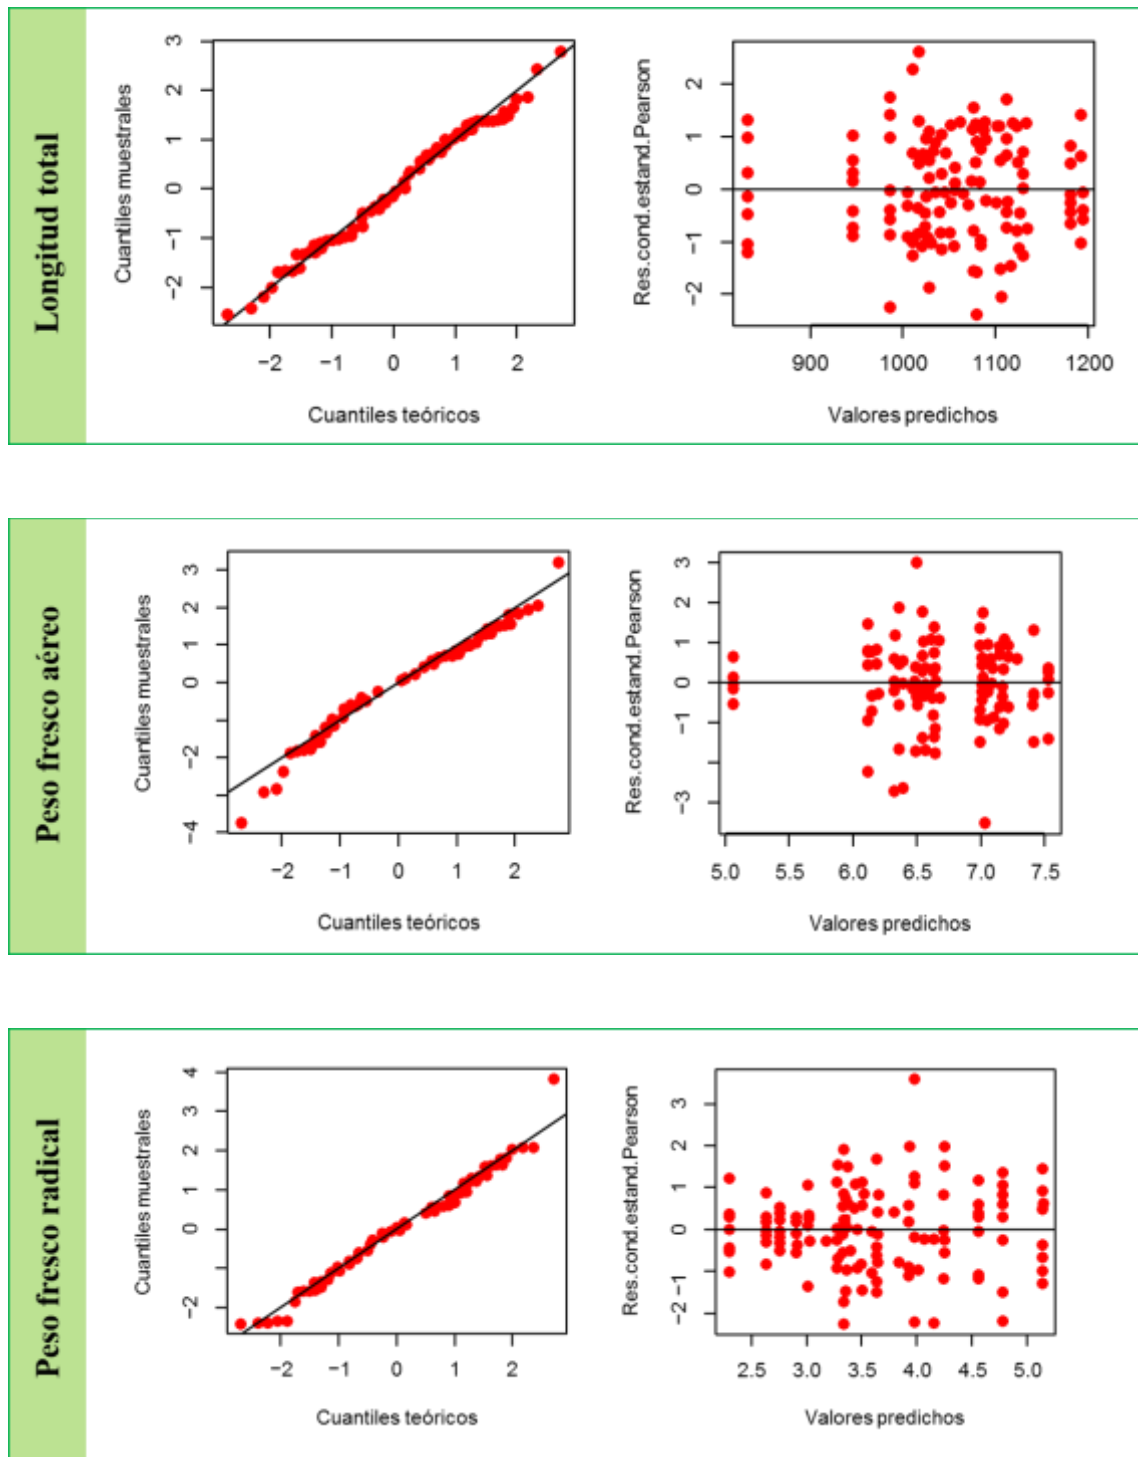 Longitud total
Cuantiles muestrales
3
2
1
0
−1
−2
−2 −1 0 1 2
Cuantiles teóricos
Res.cond.estand.Pearson
2
1
0
−1
−2
900 1000 1100 1200
Valores predichos
Peso fresco aéreo
Cuantiles muestrales
3
2
1
0
−2
−4
−2 −1 0 1 2
Cuantiles teóricos
Res.cond.estand.Pearson
3
2
1
0
−1
−3
5.0 5.5 6.0 6.5 7.0 7.5
Valores predichos
Peso fresco radical
Cuantiles muestrales
4
3
2
1
0
−2
−2 −1 0 1 2
Cuantiles teóricos
Res.cond.estand.Pearson
3
2
1
0
−1
−2
2.5 3.0 3.5 4.0 4.5 5.0
Valores predichos